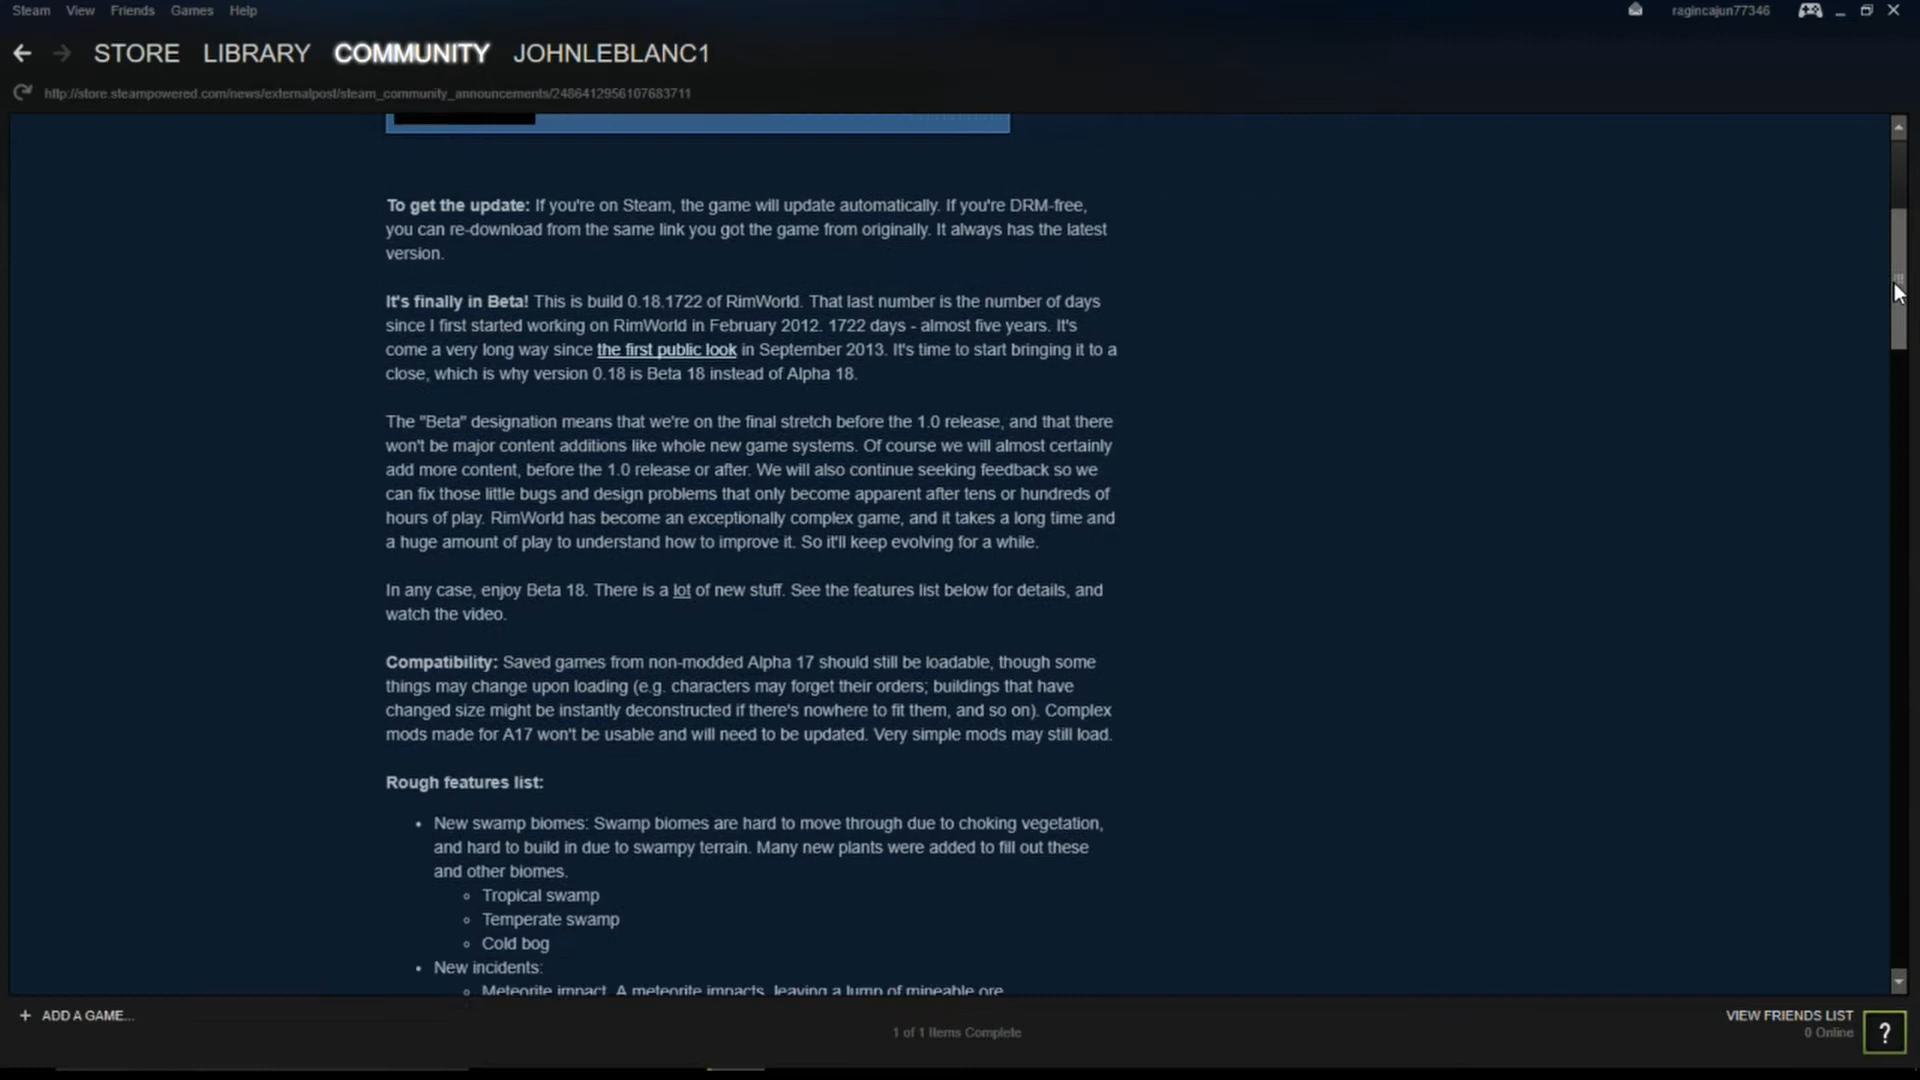 Steam View Friends Games Help ragincajun77346
STORE LIBRARY COMMUNITY JOHNLEBLANC1
http://store.steampowered.com/news/externalpost/steam_community_announcements/2486412956107683711
To get the update: If you're on Steam, the game will update automatically. If you're DRM-free,
you can re-download from the same link you got the game from originally. It always has the latest
version.
It's finally in Beta! This is build 0.18.1722 of RimWorld. That last number is the number of days
since I first started working on RimWorld in February 2012. 1722 days - almost five years. It's
come a very long way since the first public look in September 2013. It's time to start bringing it to a
close, which is why version 0.18 is Beta 18 instead of Alpha 18.
The "Beta" designation means that we're on the final stretch before the 1.0 release, and that there
won't be major content additions like whole new game systems. Of course we will almost certainly
add more content, before the 1.0 release or after. We will also continue seeking feedback so we
can fix those little bugs and design problems that only become apparent after tens or hundreds of
hours of play. RimWorld has become an exceptionally complex game, and it takes a long time and
a huge amount of play to understand how to improve it. So it'll keep evolving for a while.
In any case, enjoy Beta 18. There is a lot of new stuff. See the features list below for details, and
watch the video.
Compatibility: Saved games from non-modded Alpha 17 should still be loadable, though some
things may change upon loading (e.g. characters may forget their orders; buildings that have
changed size might be instantly deconstructed if there's nowhere to fit them, and so on). Complex
mods made for A17 won't be usable and will need to be updated. Very simple mods may still load.
Rough features list:
• New swamp biomes: Swamp biomes are hard to move through due to choking vegetation,
and hard to build in due to swampy terrain. Many new plants were added to fill out these
and other biomes.
◦ Tropical swamp
◦ Temperate swamp
◦ Cold bog
• New incidents:
◦ Meteorite impact. A meteorite impacts, leaving a lump of mineable ore
+ ADD A GAME...
1 of 1 Items Complete
VIEW FRIENDS LIST
0 Online
?